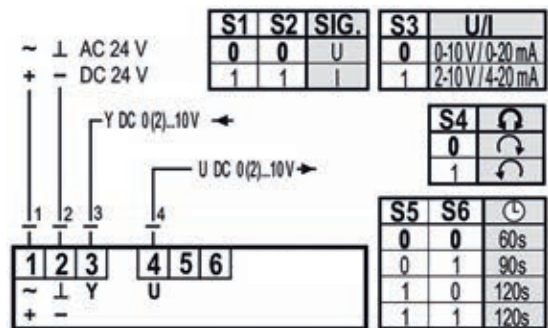 ~ ⊥ AC 24 V
+ − DC 24 V
Y DC 0(2)...10V
U DC 0(2)...10V
1 2 3 4
1 2 3 4 5 6
~ ⊥ Y U
+ −
S1 S2 SIG.
0 0 U
1 1 I
S3 U/I
0 0-10 V/ 0-20 mA
1 2-10 V/ 4-20 mA
S4
0
1
S5 S6
0 0 60s
0 1 90s
1 0 120s
1 1 120s